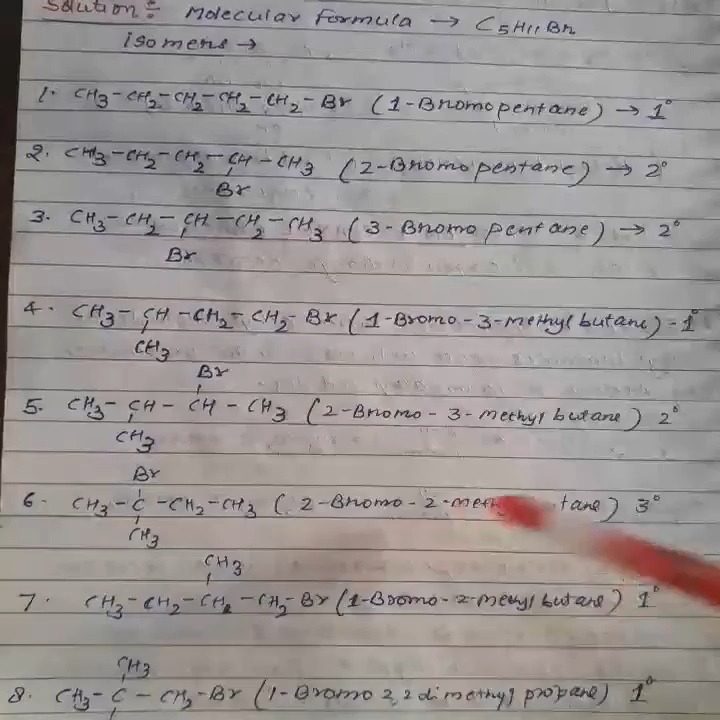 Solution:- Molecular Formula → C5H11Br
isomers →
1. CH3-CH2-CH2-CH2-CH2-Br (1-Bromopentane) → 1°
2. CH3-CH2-CH2-CH-CH3 (2-Bromopentane) → 2°
Br
3. CH3-CH2-CH-CH2-CH3 (3-Bromopentane) → 2°
Br
4. CH3-CH-CH2-CH2-Br (1-Bromo-3-methyl butane) - 1°
CH3
Br
5. CH3-CH-CH-CH3 (2-Bromo-3-methyl butane) 2°
CH3
Br
6- CH3-C-CH2-CH3 (2-Bromo-2- tane) 3°
CH3
CH3
7. CH3-CH2-CH-CH2-Br (1-Bromo-2-methyl butane) 1°
CH3
8. CH3-C-CH2-Br (1-Bromo 2,2 dimethyl propane) 1°